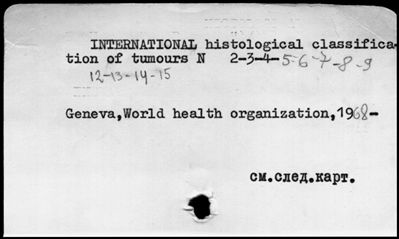 INTERNATIONAL histological classifica-
tion of tumours N 2-3-4-5-6-7-8-9
12-13-14-15
Geneva,World health organization,1968-
см.след.карт.